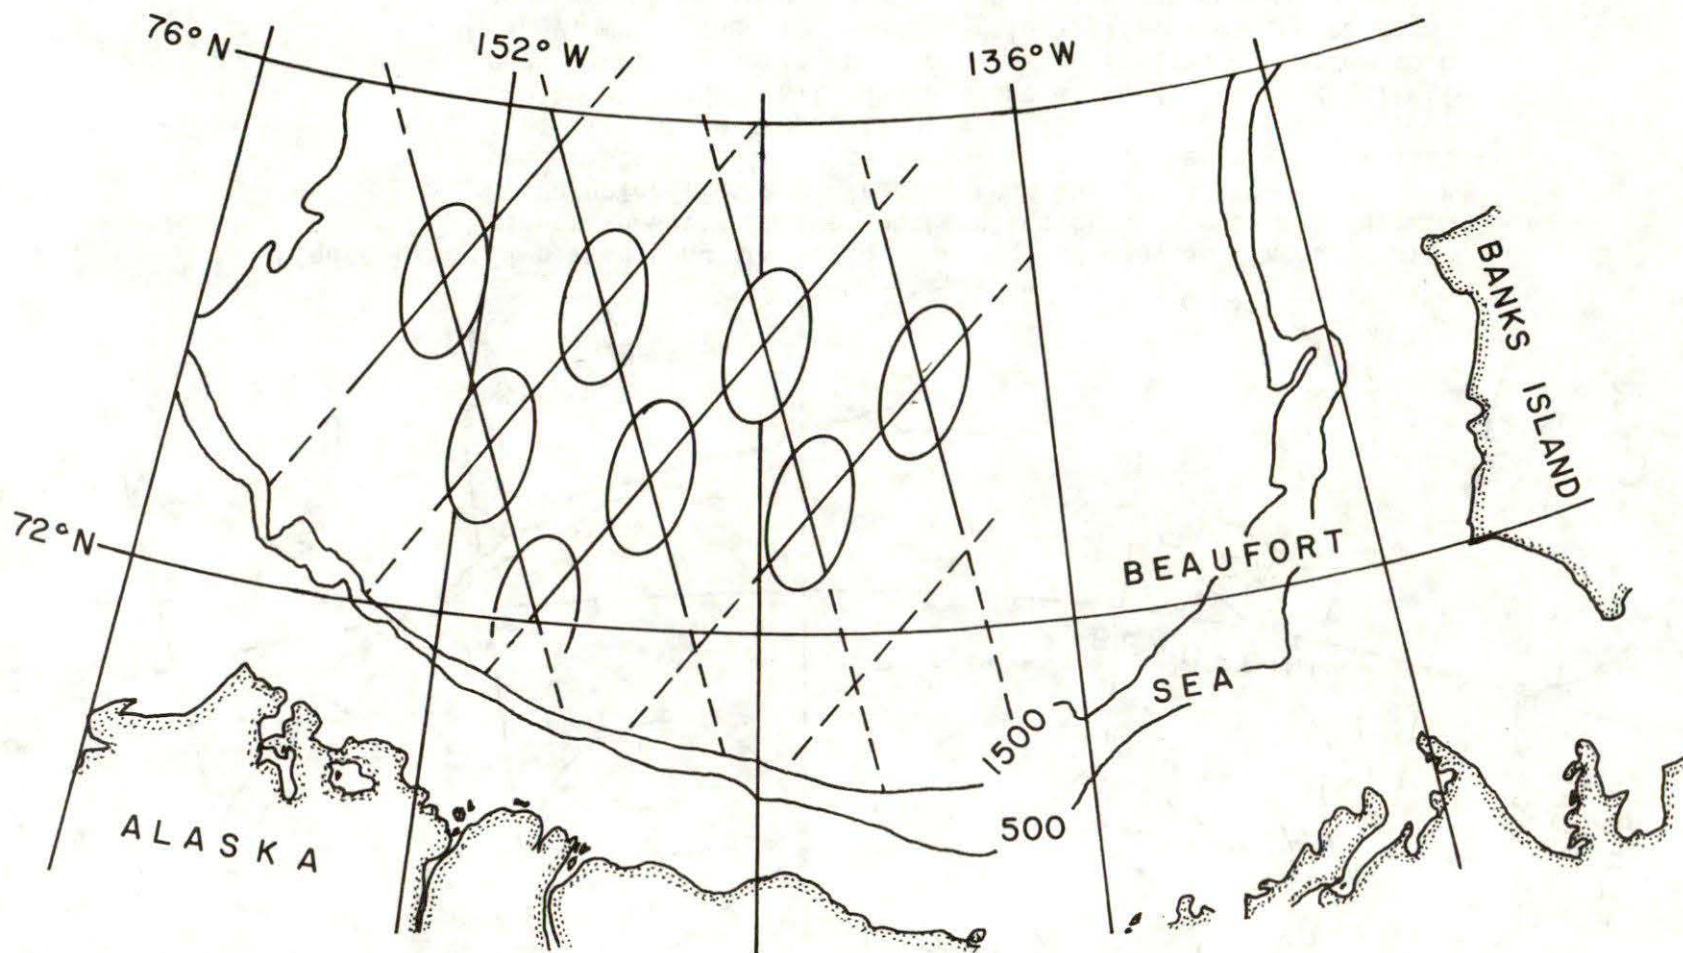 76°N
152° W
136°W
BANKS ISLAND
72°N
BEAUFORT
SEA
1500
500
ALASKA